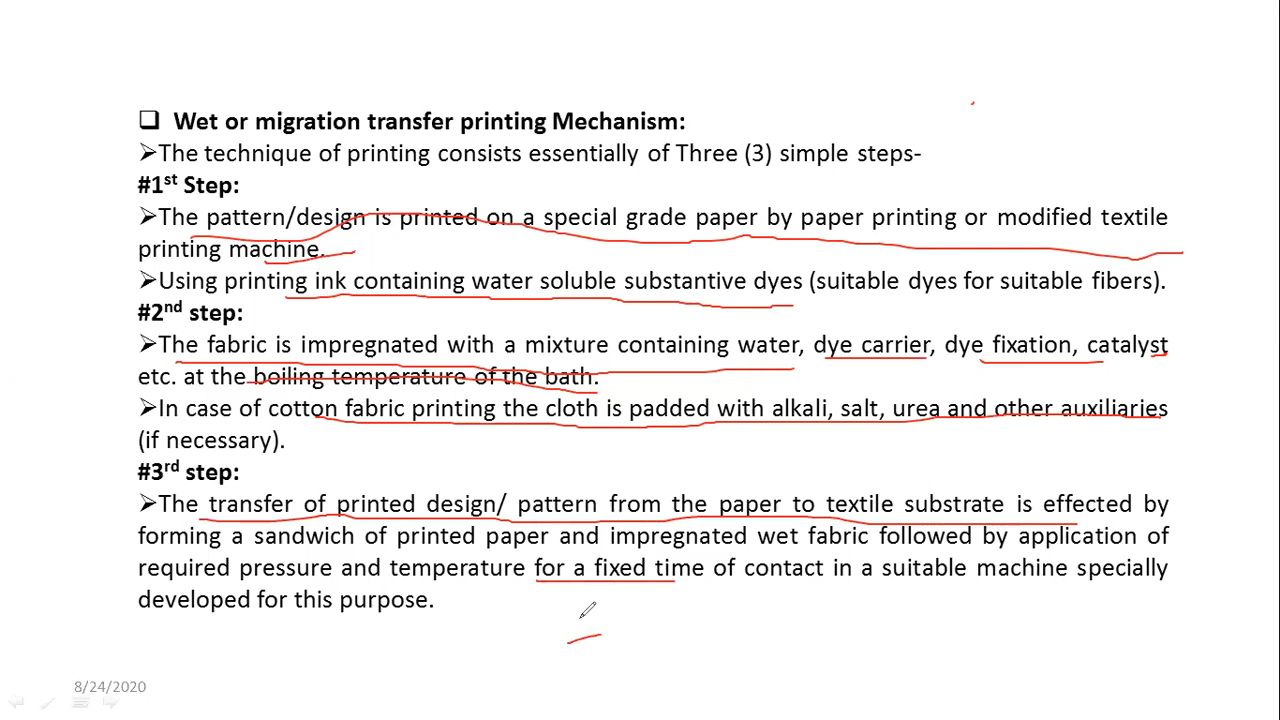 ❑ Wet or migration transfer printing Mechanism:
➢The technique of printing consists essentially of Three (3) simple steps-
#1st Step:
➢The pattern/design is printed on a special grade paper by paper printing or modified textile
printing machine.
➢Using printing ink containing water soluble substantive dyes (suitable dyes for suitable fibers).
#2nd step:
➢The fabric is impregnated with a mixture containing water, dye carrier, dye fixation, catalyst
etc. at the boiling temperature of the bath.
➢In case of cotton fabric printing the cloth is padded with alkali, salt, urea and other auxiliaries
(if necessary).
#3rd step:
➢The transfer of printed design/ pattern from the paper to textile substrate is effected by
forming a sandwich of printed paper and impregnated wet fabric followed by application of
required pressure and temperature for a fixed time of contact in a suitable machine specially
developed for this purpose.
8/24/2020